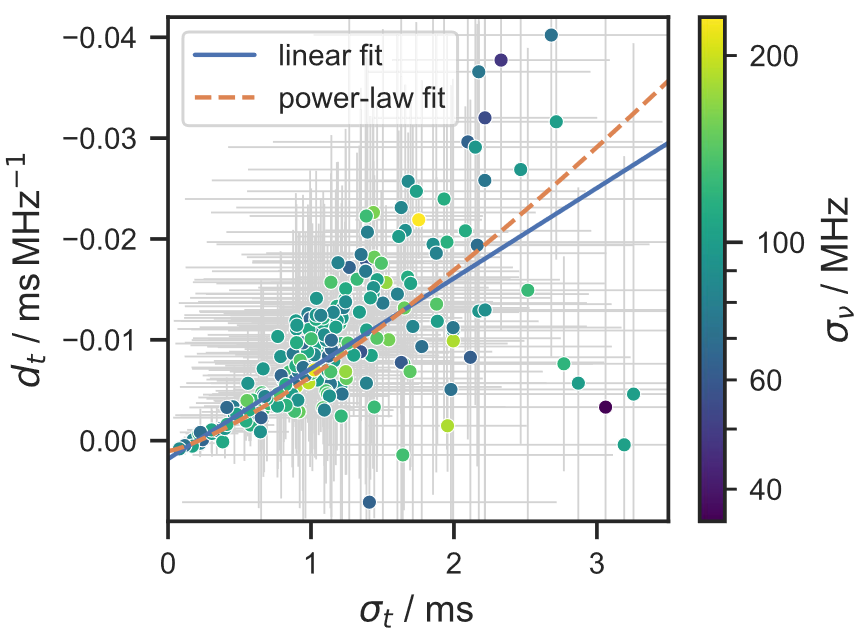 linear fit
power-law fit
−0.04
−0.03
−0.02
−0.01
0.00
0
1
2
3
σ_t / ms
d_t / ms MHz⁻¹
200
100
60
40
σ_ν / MHz